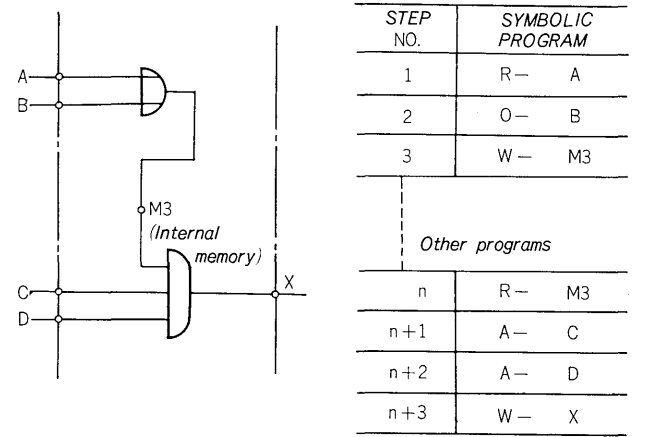 A
B
M3
(Internal
memory)
C
D
X
STEP NO. SYMBOLIC PROGRAM
1 R— A
2 O— B
3 W— M3
Other programs
n R— M3
n+1 A— C
n+2 A— D
n+3 W— X